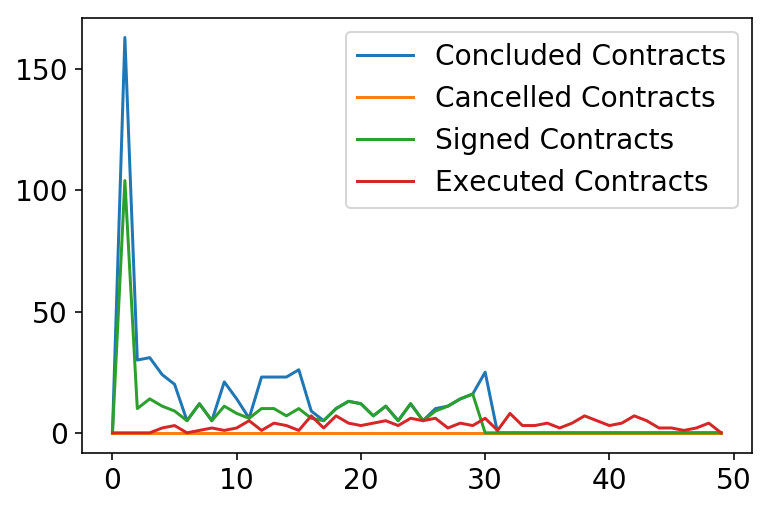 Concluded Contracts
Cancelled Contracts
Signed Contracts
Executed Contracts
150
100
50
0
0 10 20 30 40 50